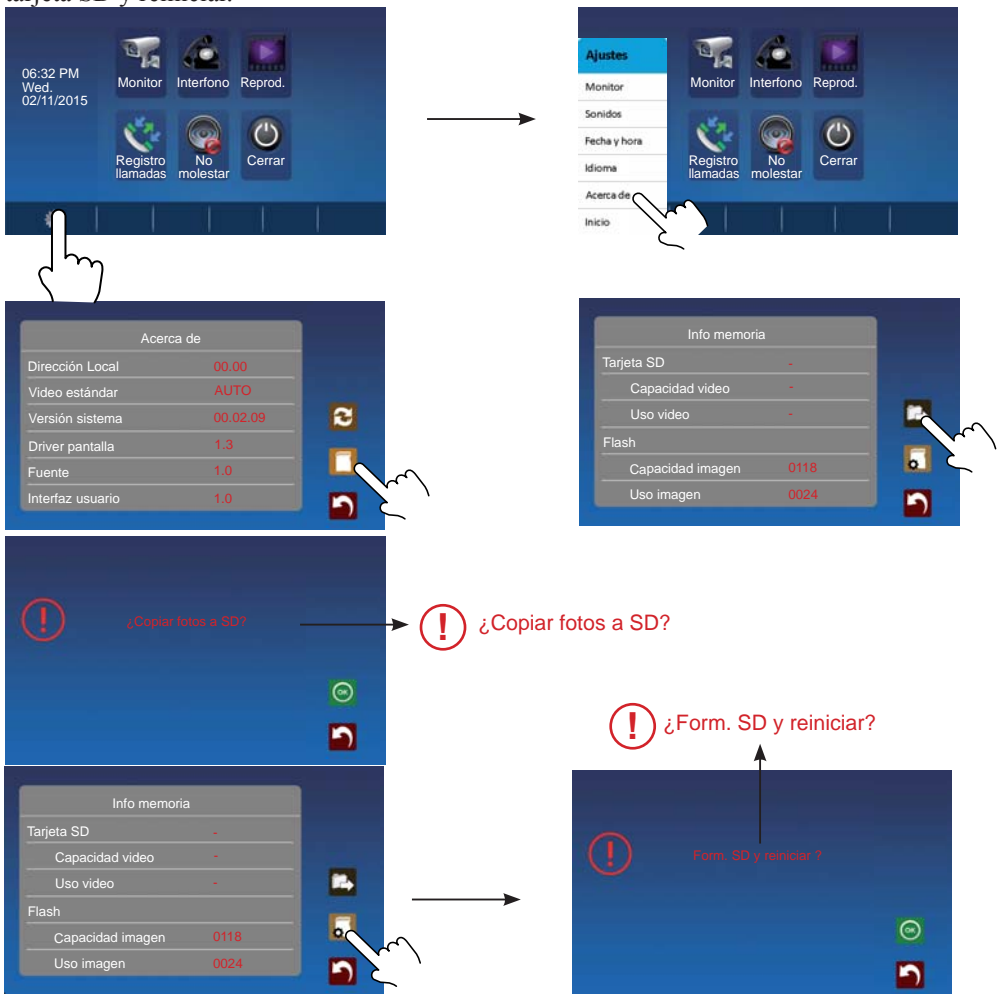 tarjeta SD y reiniciar.
06:32 PM
Wed.
02/11/2015
Monitor Interfono Reprod.
Registro llamadas
No molestar
Cerrar
Ajustes
Monitor
Sonidos
Fecha y hora
Idioma
Acerca de
Inicio
Monitor Interfono Reprod.
Registro llamadas
No molestar
Cerrar
Acerca de
Dirección Local 00.00
Video estándar AUTO
Versión sistema 00.02.09
Driver pantalla 1.3
Fuente 1.0
Interfaz usuario 1.0
Info memoria
Tarjeta SD -
Capacidad video -
Uso video -
Flash
Capacidad imagen 0118
Uso imagen 0024
! ¿Copiar fotos a SD?
OK
! ¿Copiar fotos a SD?
! ¿Form. SD y reiniciar?
Info memoria
Tarjeta SD -
Capacidad video -
Uso video -
Flash
Capacidad imagen 0118
Uso imagen 0024
! Form. SD y reiniciar ?
OK